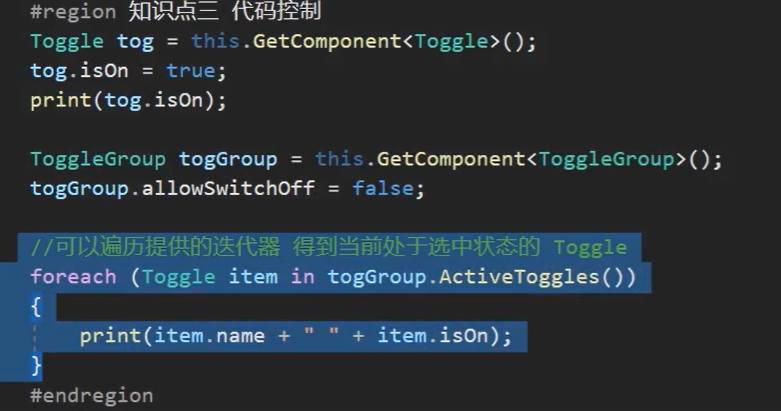 #region 知识点三 代码控制
Toggle tog = this.GetComponent<Toggle>();
tog.isOn = true;
print(tog.isOn);
ToggleGroup togGroup = this.GetComponent<ToggleGroup>();
togGroup.allowSwitchOff = false;
//可以遍历提供的迭代器 得到当前处于选中状态的 Toggle
foreach (Toggle item in togGroup.ActiveToggles())
{
print(item.name + " " + item.isOn);
}
#endregion